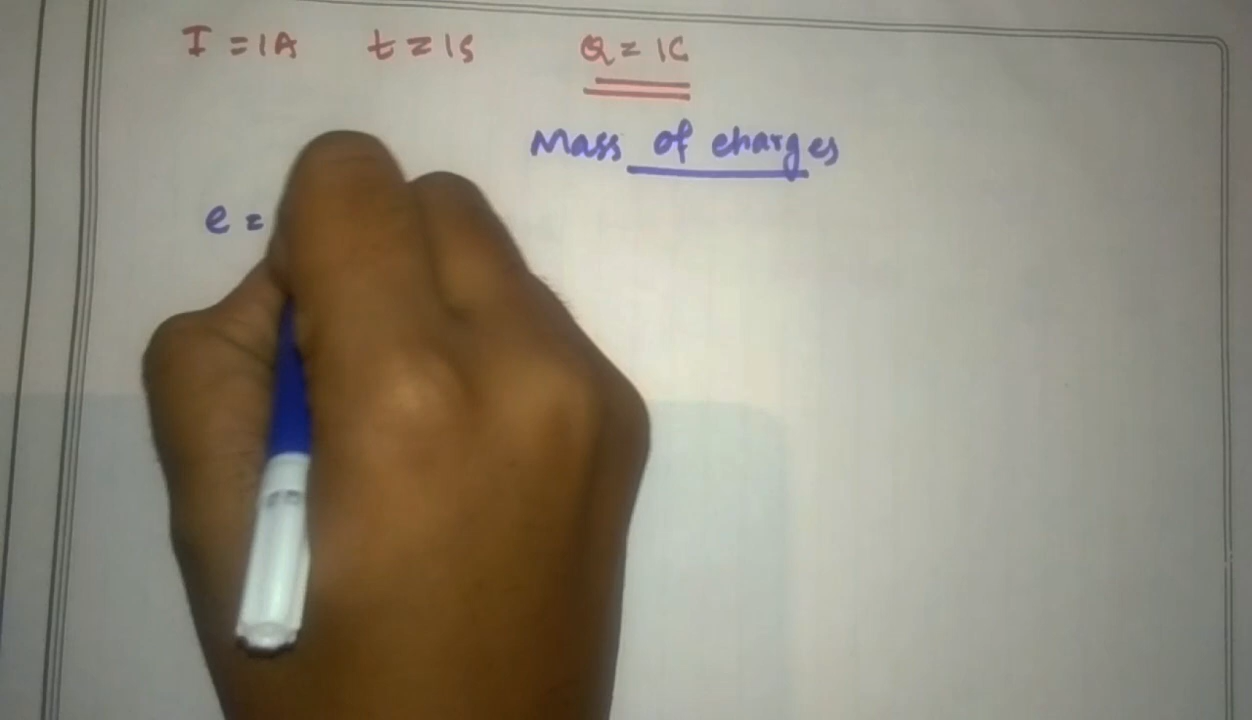 I = 1A t = 1s Q = 1C
Mass of charges
e =